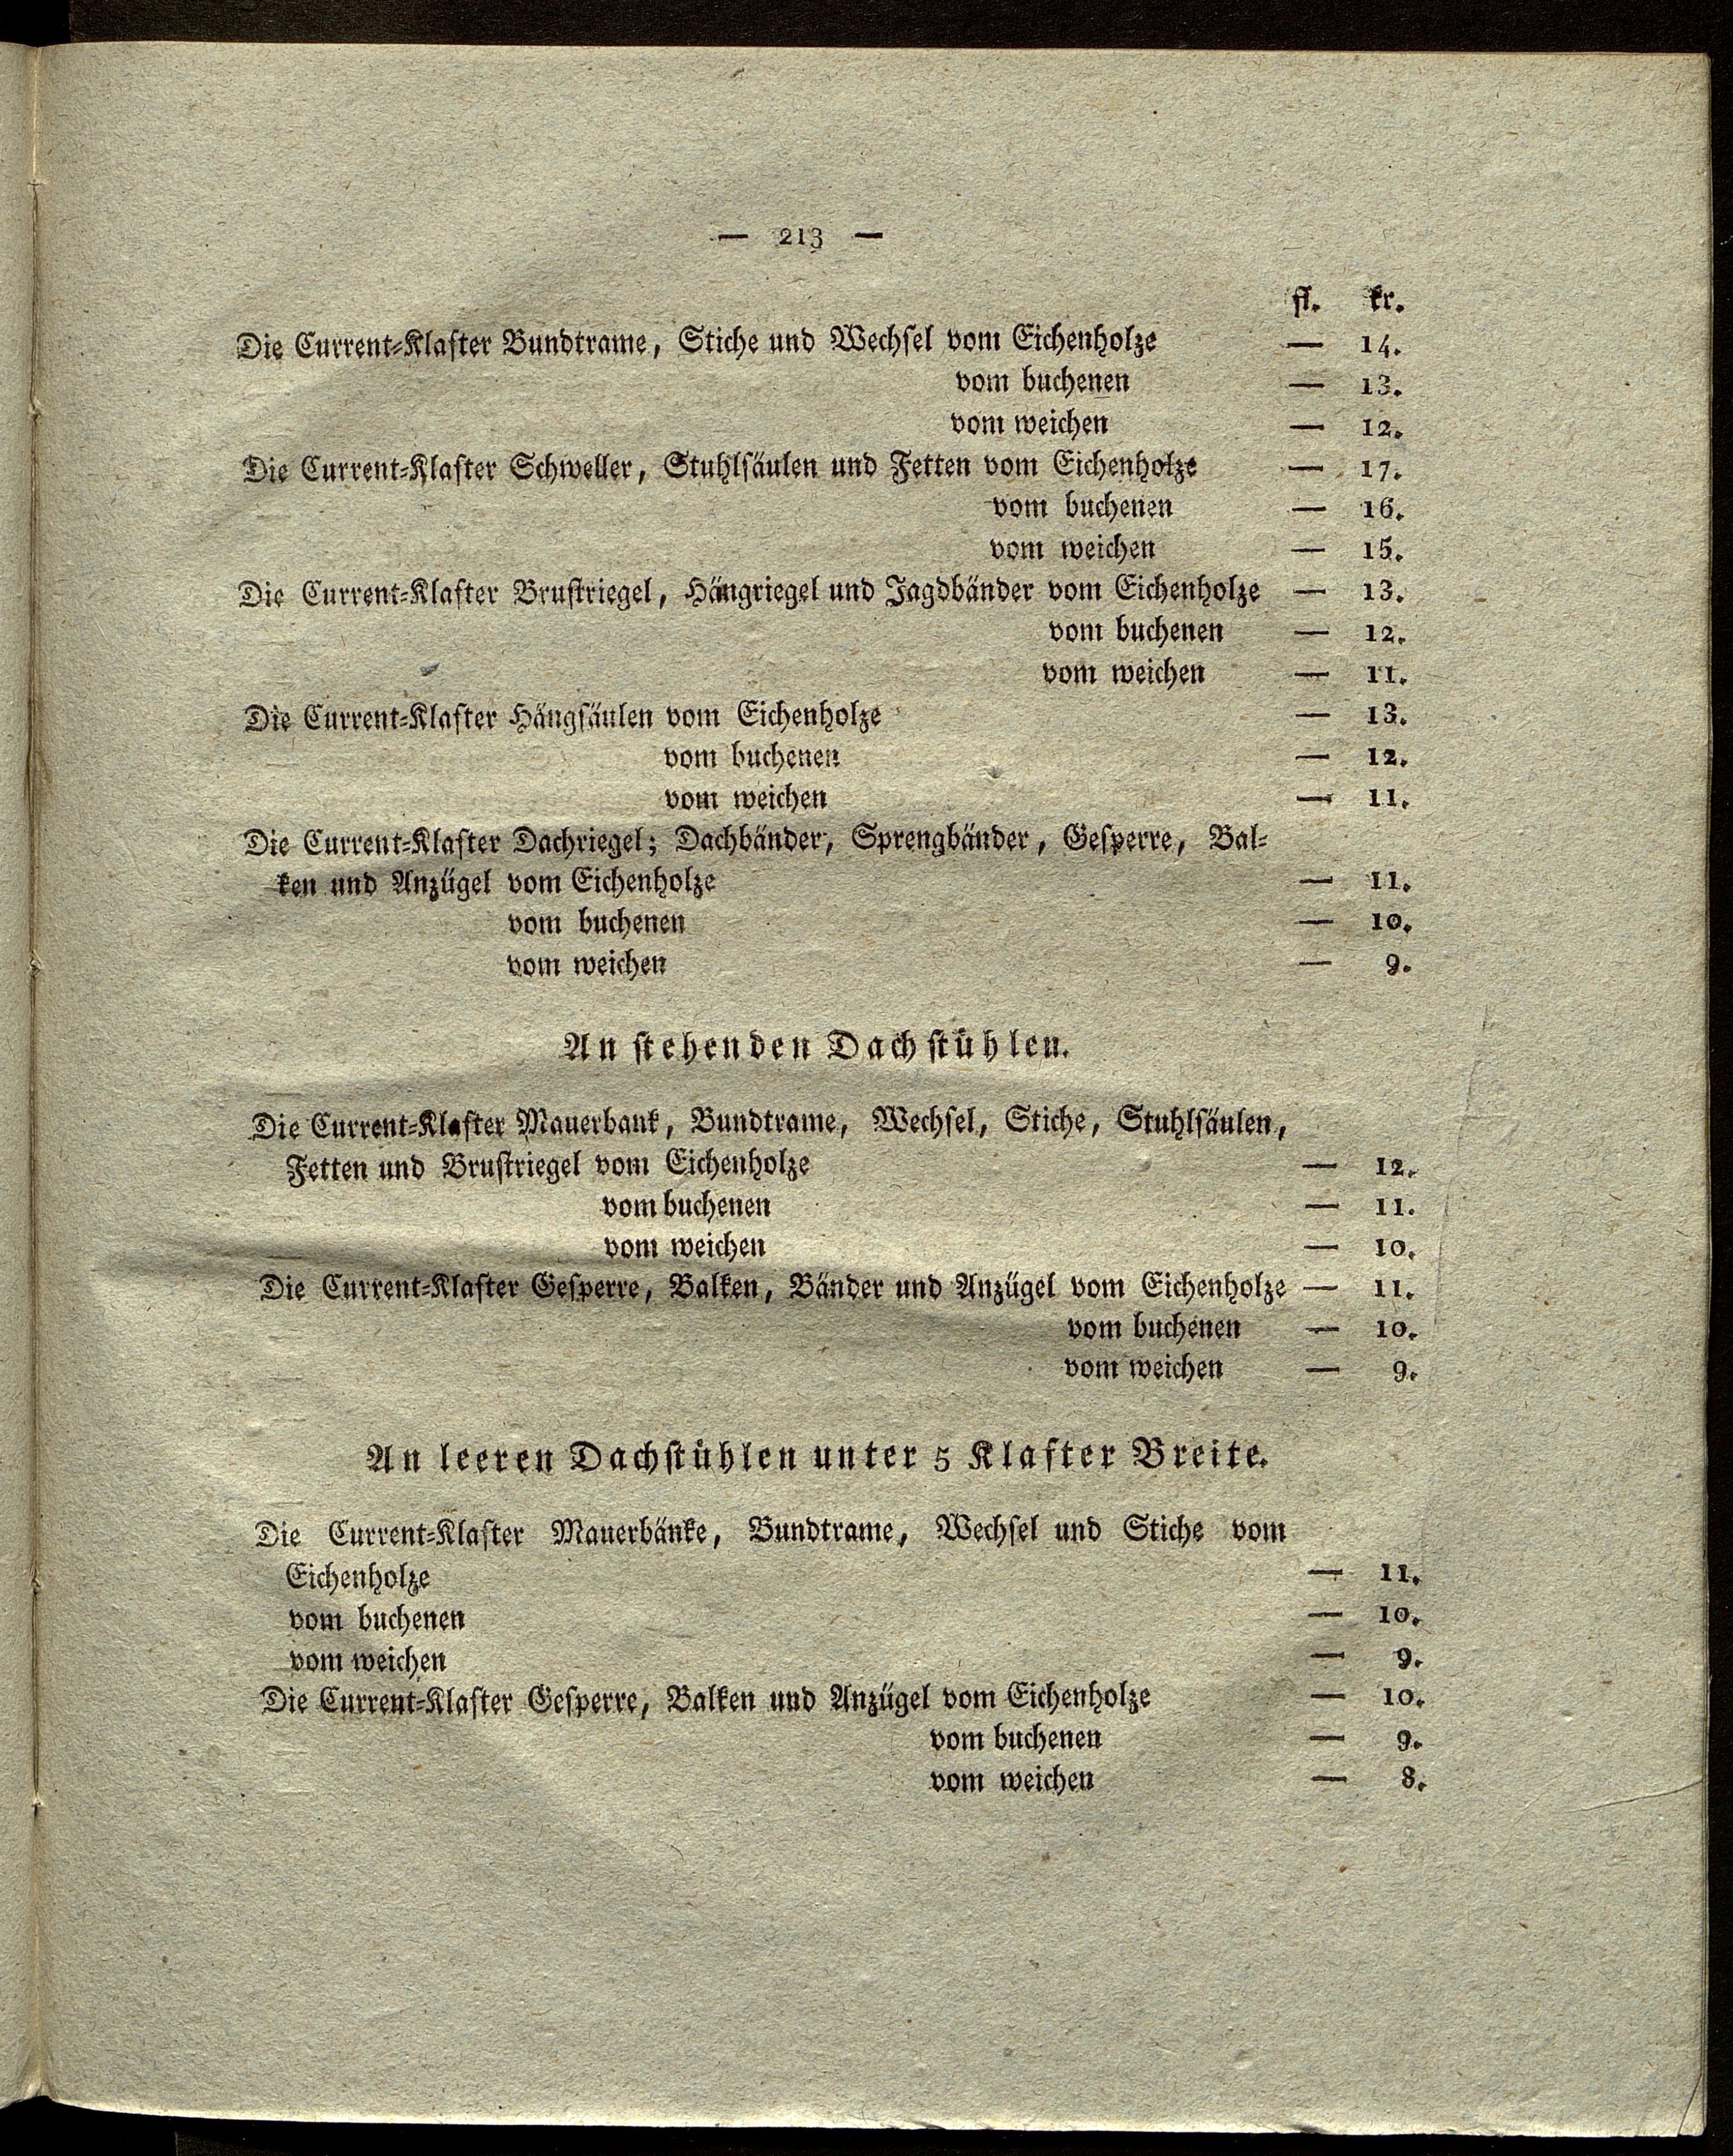 — 213 —
fl. kr.
Die Current-Klafter Bundtrame, Stiche und Wechsel vom Eichenholze — 14.
vom buchenen — 13.
vom weichen — 12.
Die Current-Klafter Schweller, Stuhlsäulen und Fetten vom Eichenholze — 17.
vom buchenen — 16.
vom weichen — 15.
Die Current-Klafter Brustriegel, Hängriegel und Jagdbänder vom Eichenholze — 13.
vom buchenen — 12.
vom weichen — 11.
Die Current-Klafter Hängsäulen vom Eichenholze — 13.
vom buchenen — 12.
vom weichen — 11.
Die Current-Klafter Dachriegel; Dachbänder, Sprengbänder, Gesperre, Bal-
ken und Anzügel vom Eichenholze — 11.
vom buchenen — 10.
vom weichen — 9.
An stehenden Dachstühlen.
Die Current-Klafter Mauerbank, Bundtrame, Wechsel, Stiche, Stuhlsäulen,
Fetten und Brustriegel vom Eichenholze — 12.
vom buchenen — 11.
vom weichen — 10.
Die Current-Klafter Gesperre, Balken, Bänder und Anzügel vom Eichenholze — 11.
vom buchenen — 10.
vom weichen — 9.
An leeren Dachstühlen unter 5 Klafter Breite.
Die Current-Klafter Mauerbänke, Bundtrame, Wechsel und Stiche vom
Eichenholze — 11.
vom buchenen — 10.
vom weichen — 9.
Die Current-Klafter Gesperre, Balken und Anzügel vom Eichenholze — 10.
vom buchenen — 9.
vom weichen — 8.